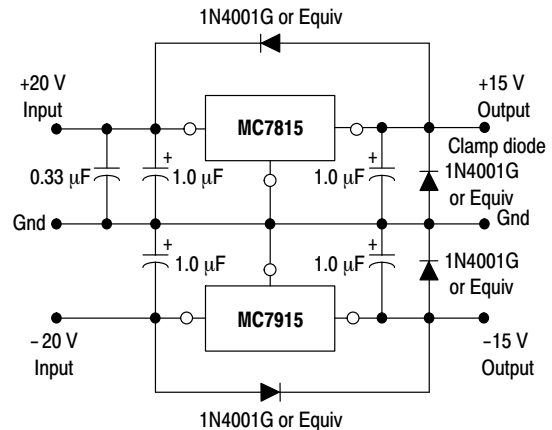 1N4001G or Equiv
+20 V
Input
+15 V
Output
MC7815
Clamp diode
+
+
0.33 μF
1.0 μF
1.0 μF
1N4001G
or Equiv
Gnd
Gnd
+
+
1.0 μF
1.0 μF
1N4001G
or Equiv
MC7915
−20 V
Input
−15 V
Output
1N4001G or Equiv